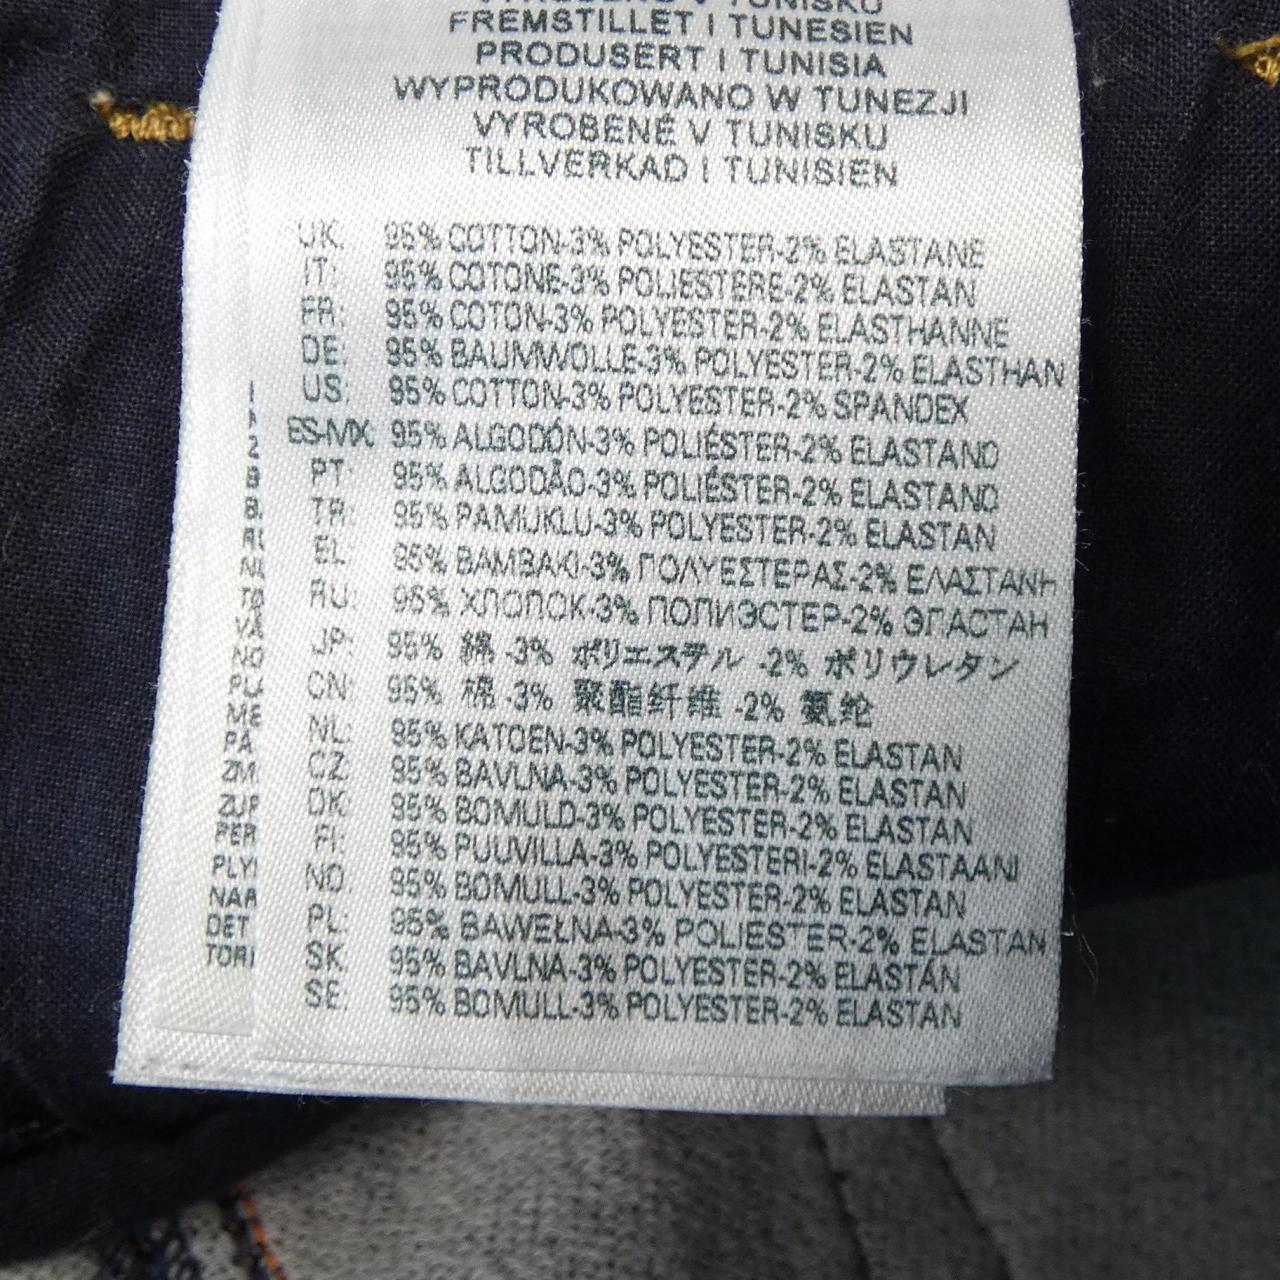 VYROBENO V TUNISKU
FREMSTILLET I TUNESIEN
PRODUSERT I TUNISIA
WYPRODUKOWANO W TUNEZJI
VYROBENÉ V TUNISKU
TILLVERKAD I TUNISIEN
UK: 95% COTTON-3% POLYESTER-2% ELASTANE
IT: 95% COTONE-3% POLIESTERE-2% ELASTAN
FR: 95% COTON-3% POLYESTER-2% ELASTHANNE
DE: 95% BAUMWOLLE-3% POLYESTER-2% ELASTHAN
US: 95% COTTON-3% POLYESTER-2% SPANDEX
ES-MX: 95% ALGODÓN-3% POLIÉSTER-2% ELASTANO
PT: 95% ALGODÃO-3% POLIÉSTER-2% ELASTANO
TR: 95% PAMUKLU-3% POLYESTER-2% ELASTAN
EL: 95% ΒΑΜΒΑΚΙ-3% ΠΟΛΥΕΣΤΕΡΑΣ-2% ΕΛΑΣΤΑΝΗ
RU: 95% ХЛОПОК-3% ПОЛИЭСТЕР-2% ЭГАСТАН
JP: 95% 綿 -3% ポリエステル -2% ポリウレタン
CN: 95% 棉 -3% 聚酯纤维 -2% 氨纶
NL: 95% KATOEN-3% POLYESTER-2% ELASTAN
CZ: 95% BAVLNA-3% POLYESTER-2% ELASTAN
DK: 95% BOMULD-3% POLYESTER-2% ELASTAN
FI: 95% PUUVILLA-3% POLYESTERI-2% ELASTAANI
NO: 95% BOMULL-3% POLYESTER-2% ELASTAN
PL: 95% BAWEŁNA-3% POLIESTER-2% ELASTAN
SK: 95% BAVLNA-3% POLYESTER-2% ELASTÁN
SE: 95% BOMULL-3% POLYESTER-2% ELASTAN